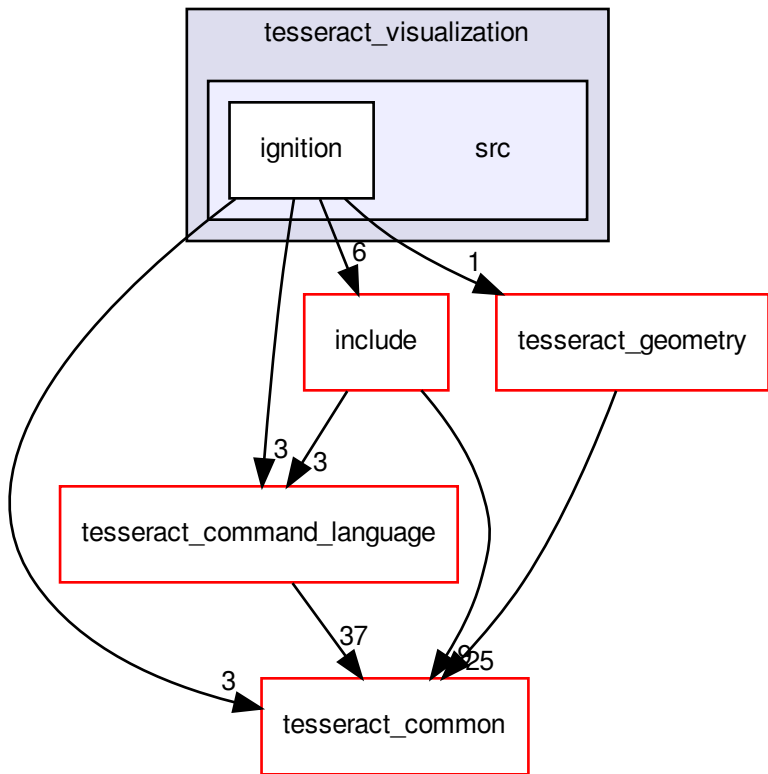 tesseract_visualization
ignition
src
6
1
include
tesseract_geometry
3
3
tesseract_command_language
37
25
3
tesseract_common